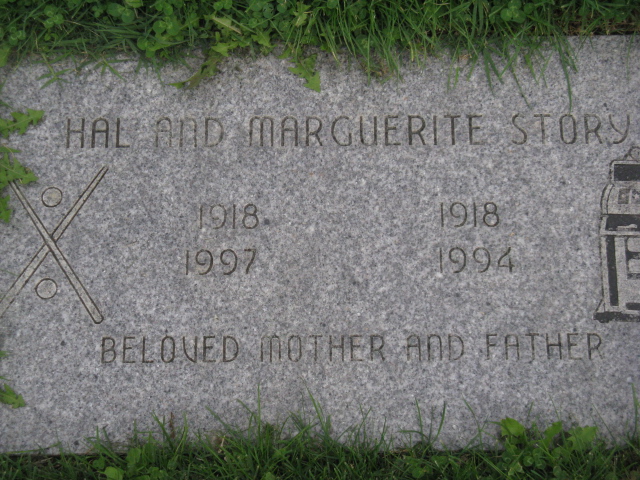 HAL AND MARGUERITE STORY
1918 1918
1997 1994
BELOVED MOTHER AND FATHER